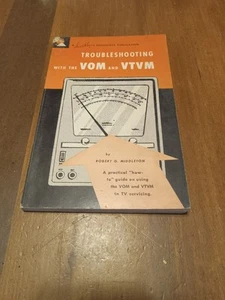 TROUBLESHOOTING
WITH THE VOM AND VTVM
by
ROBERT G. MIDDLETON
A practical "how-
to" guide on using
the VOM and VTVM
in TV servicing.